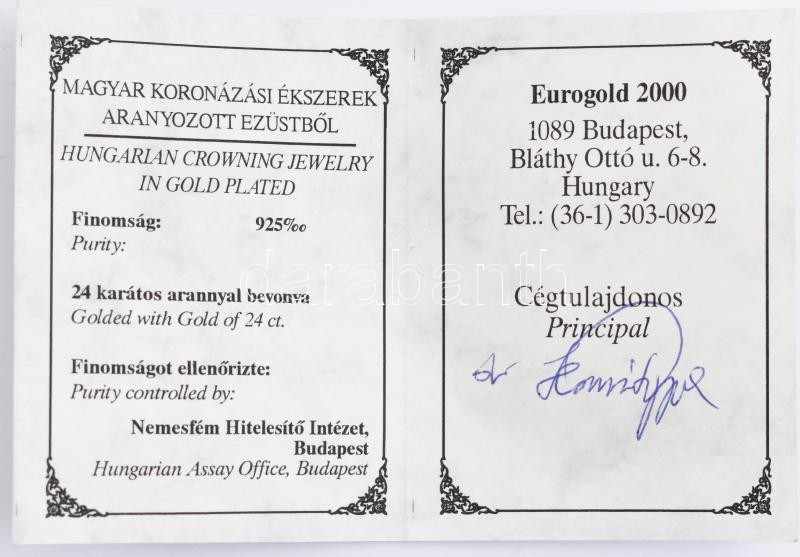 MAGYAR KORONÁZÁSI ÉKSZEREK
ARANYOZOTT EZÜSTBŐL
HUNGARIAN CROWNING JEWELRY
IN GOLD PLATED
Finomság: 925‰
Purity:
24 karátos arannyal bevonva
Golded with Gold of 24 ct.
Finomságot ellenőrizte:
Purity controlled by:
Nemesfém Hitelesítő Intézet,
Budapest
Hungarian Assay Office, Budapest
Eurogold 2000
1089 Budapest,
Bláthy Ottó u. 6-8.
Hungary
Tel.: (36-1) 303-0892
Cégtulajdonos
Principal
darabanth